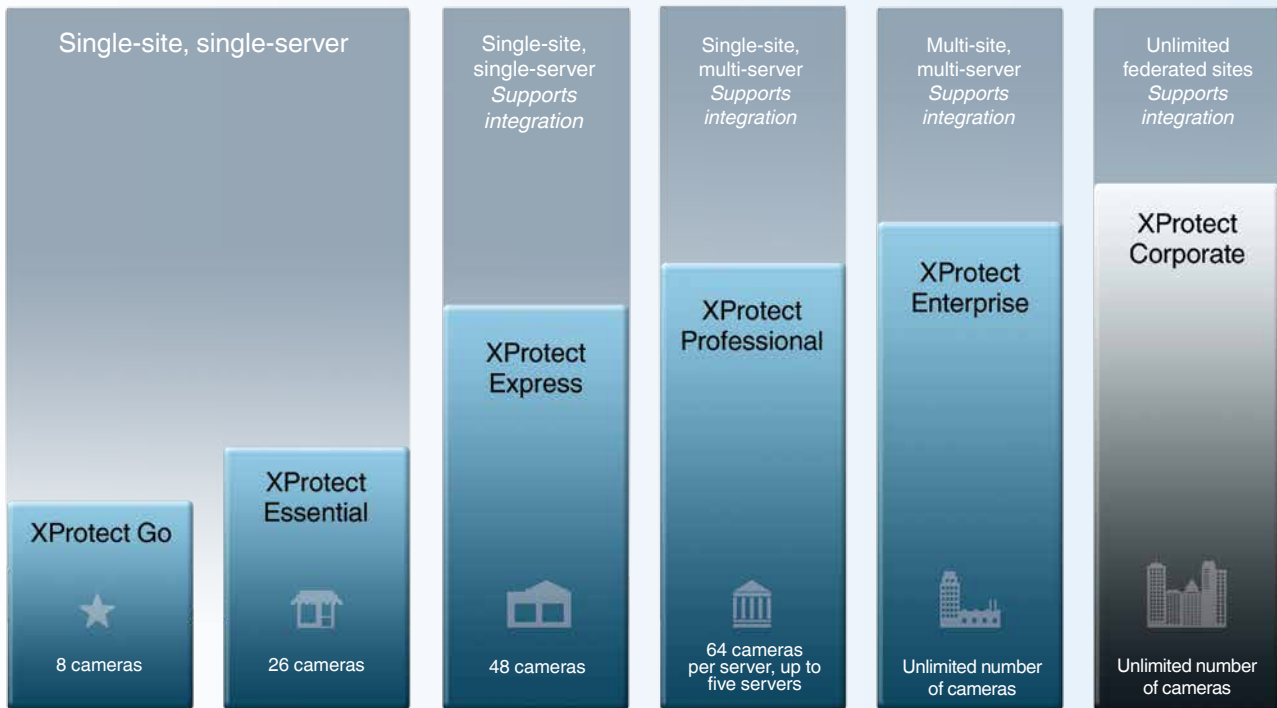 Single-site, single-server
Single-site,
single-server
Supports
integration
Single-site,
multi-server
Supports
integration
Multi-site,
multi-server
Supports
integration
Unlimited
federated sites
Supports
integration
XProtect Go
8 cameras
XProtect
Essential
26 cameras
XProtect
Express
48 cameras
XProtect
Professional
64 cameras
per server, up to
five servers
XProtect
Enterprise
Unlimited number
of cameras
XProtect
Corporate
Unlimited number
of cameras